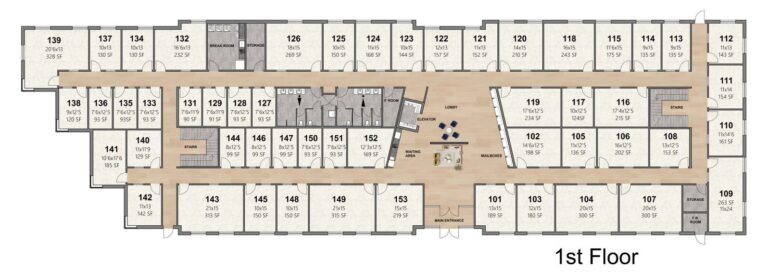 139
20'6x13
328 SF
137
10x13
130 SF
134
10x13
130 SF
132
16'6x13
232 SF
BREAK ROOM
STORAGE
126
18x15
269 SF
125
10x15
150 SF
124
11x15
168 SF
123
10x15
144 SF
122
12x13
157 SF
121
12x13
152 SF
120
14x15
210 SF
118
16x15
243 SF
115
11'6x15
175 SF
114
9x15
135 SF
113
9x15
135 SF
112
11x13
143 SF
111
11x14
154 SF
110
11x14'6
161 SF
109
263 SF
11x24
138
9x12'5
120 SF
136
7'6x12'5
93 SF
135
7'6x12'5
93 SF
133
7'6x12'5
93 SF
131
7'6x11'9
90 SF
129
7'6x12'5
91 SF
128
7'6x12'5
93 SF
127
7'6x12'5
93 SF
F.ROOM
ELEVATOR
LOBBY
119
17'6x12'5
234 SF
117
10x12'5
124SF
116
17'4x12'5
215 SF
STAIRS
141
10'6x17'6
185 SF
140
11x11'9
129 SF
STAIRS
144
8x12'5
99 SF
146
8x12'5
99 SF
147
8x12'5
99 SF
150
7'5x12'5
93 SF
151
7'5x12'5
93 SF
152
12'3x12'5
169 SF
WAITING
AREA
MAILBOXES
102
14'6x12'5
198 SF
105
11x12'5
136 SF
106
16x12'5
202 SF
108
13x12'5
153 SF
142
11x13
142 SF
143
21x15
313 SF
145
10x15
150 SF
148
10x15
150 SF
149
21x15
315 SF
153
15x15
219 SF
MAIN ENTRANCE
101
13x15
189 SF
103
12x15
180 SF
104
20x15
300 SF
107
20x15
300 SF
STORAGE
F.R
ROOM
1st Floor